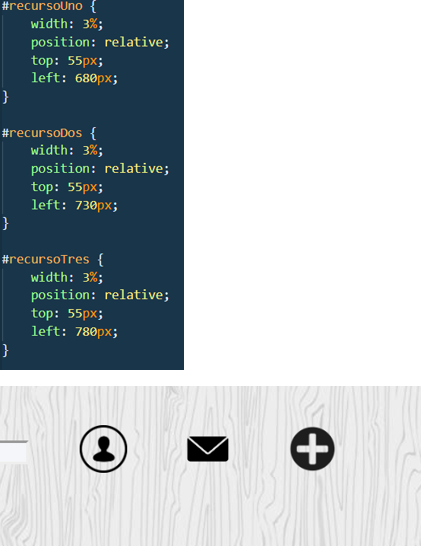 #recursoUno {
width: 3%;
position: relative;
top: 55px;
left: 680px;
}
#recursoDos {
width: 3%;
position: relative;
top: 55px;
left: 730px;
}
#recursoTres {
width: 3%;
position: relative;
top: 55px;
left: 780px;
}